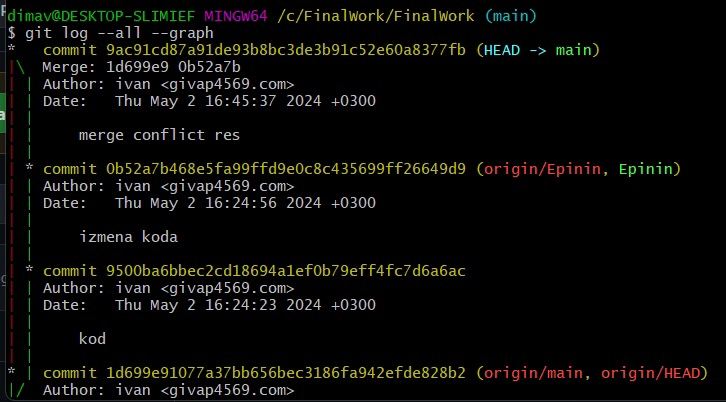 dimav@DESKTOP-SLIMIEF MINGW64 /c/FinalWork/FinalWork (main)
$ git log --all --graph
*   commit 9ac91cd87a91de93b8bc3de3b91c52e60a8377fb (HEAD -> main)
|\  Merge: 1d699e9 0b52a7b
| | Author: ivan <givap4569.com>
| | Date:   Thu May 2 16:45:37 2024 +0300
| |
| |     merge conflict res
| |
| * commit 0b52a7b468e5fa99ffd9e0c8c435699ff26649d9 (origin/Epinin, Epinin)
| | Author: ivan <givap4569.com>
| | Date:   Thu May 2 16:24:56 2024 +0300
| |
| |     izmena koda
| |
| * commit 9500ba6bbec2cd18694a1ef0b79eff4fc7d6a6ac
| | Author: ivan <givap4569.com>
| | Date:   Thu May 2 16:24:23 2024 +0300
| |
| |     kod
| |
* | commit 1d699e91077a37bb656bec3186fa942efde828b2 (origin/main, origin/HEAD)
|/  Author: ivan <givap4569.com>